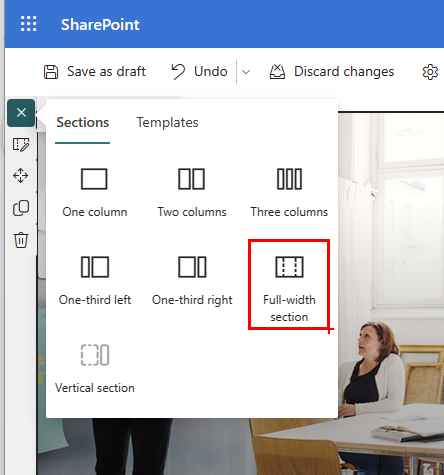 SharePoint
Save as draft
Undo
Discard changes
Sections
Templates
One column
Two columns
Three columns
One-third left
One-third right
Full-width
section
Vertical section